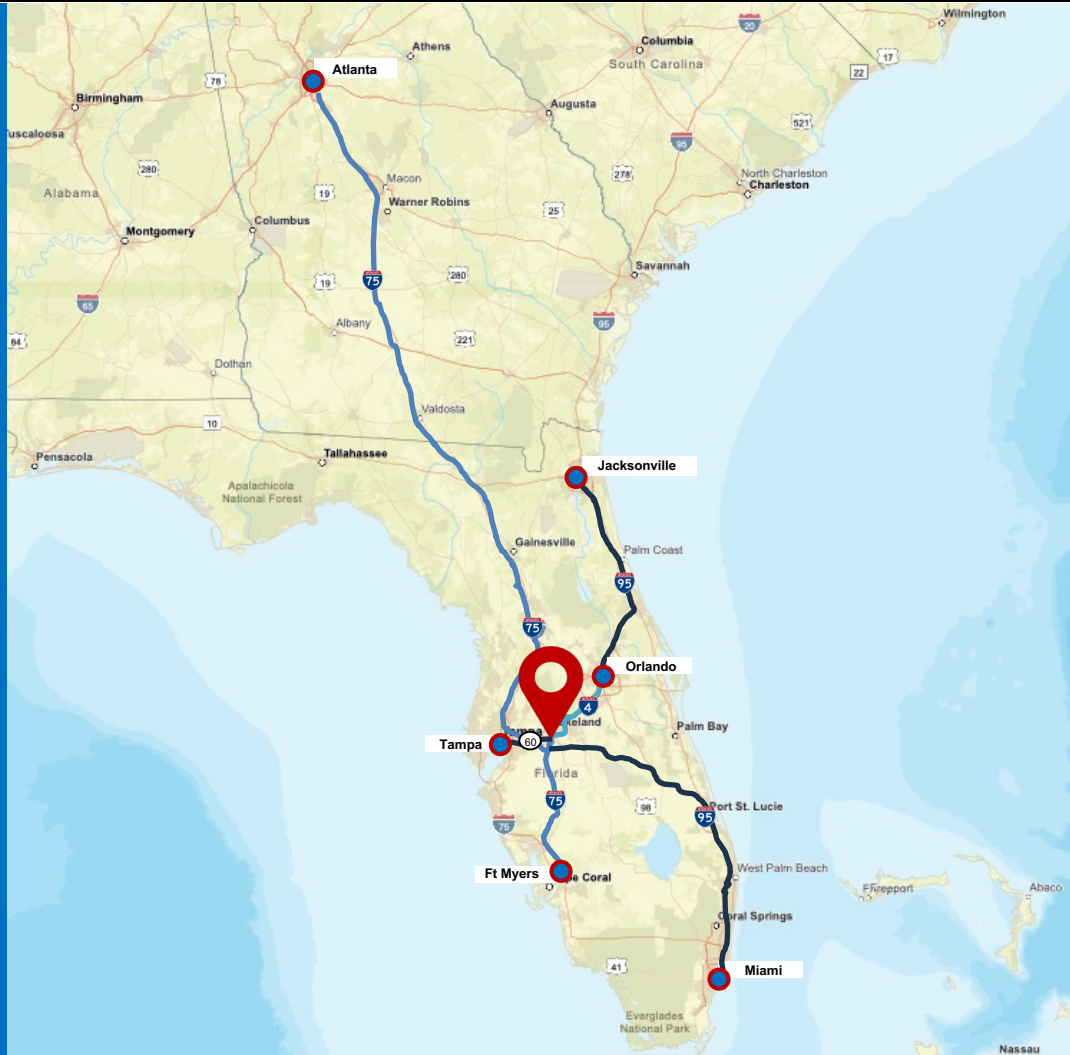 Wilmington
20
Columbia
South Carolina
17
22
Athens
Atlanta
78
Birmingham
Augusta
521
95
Tuscaloosa
280
278
North Charleston
Charleston
Macon
19
Warner Robins
Alabama
25
Columbus
Montgomery
Savannah
75
280
19
65
95
Albany
84
221
Dothan
Valdosta
10
Tallahassee
Pensacola
Jacksonville
Apalachicola
National Forest
Gainesville
Palm Coast
95
75
Orlando
4
keland
Palm Bay
Tampa
60
Florida
75
98
Port St. Lucie
95
75
West Palm Beach
Ft Myers
e Coral
Freeport
Abaco
Coral Springs
41
Miami
Everglades
National Park
Nassau